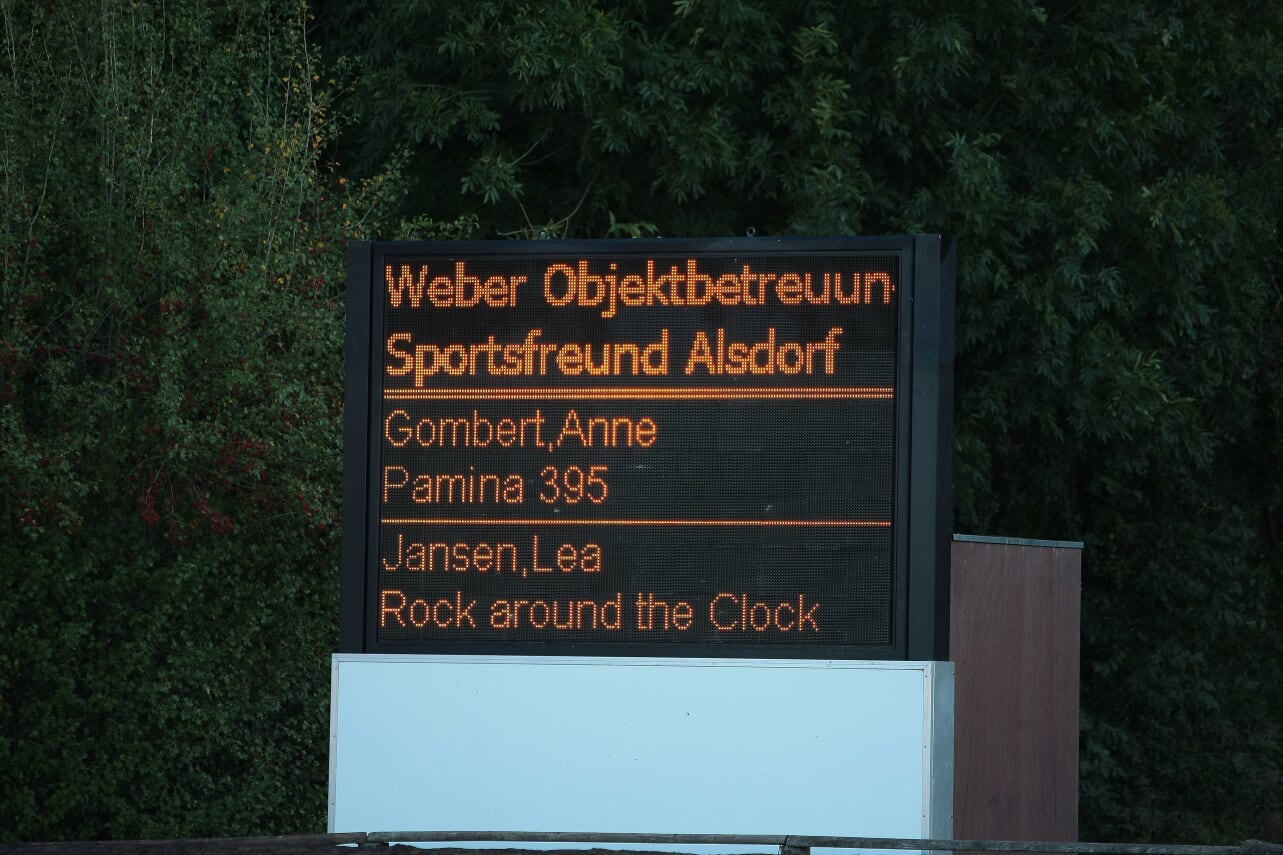 Weber Objektbetreuun
Sportsfreund Alsdorf
Gombert,Anne
Pamina 395
Jansen,Lea
Rock around the Clock